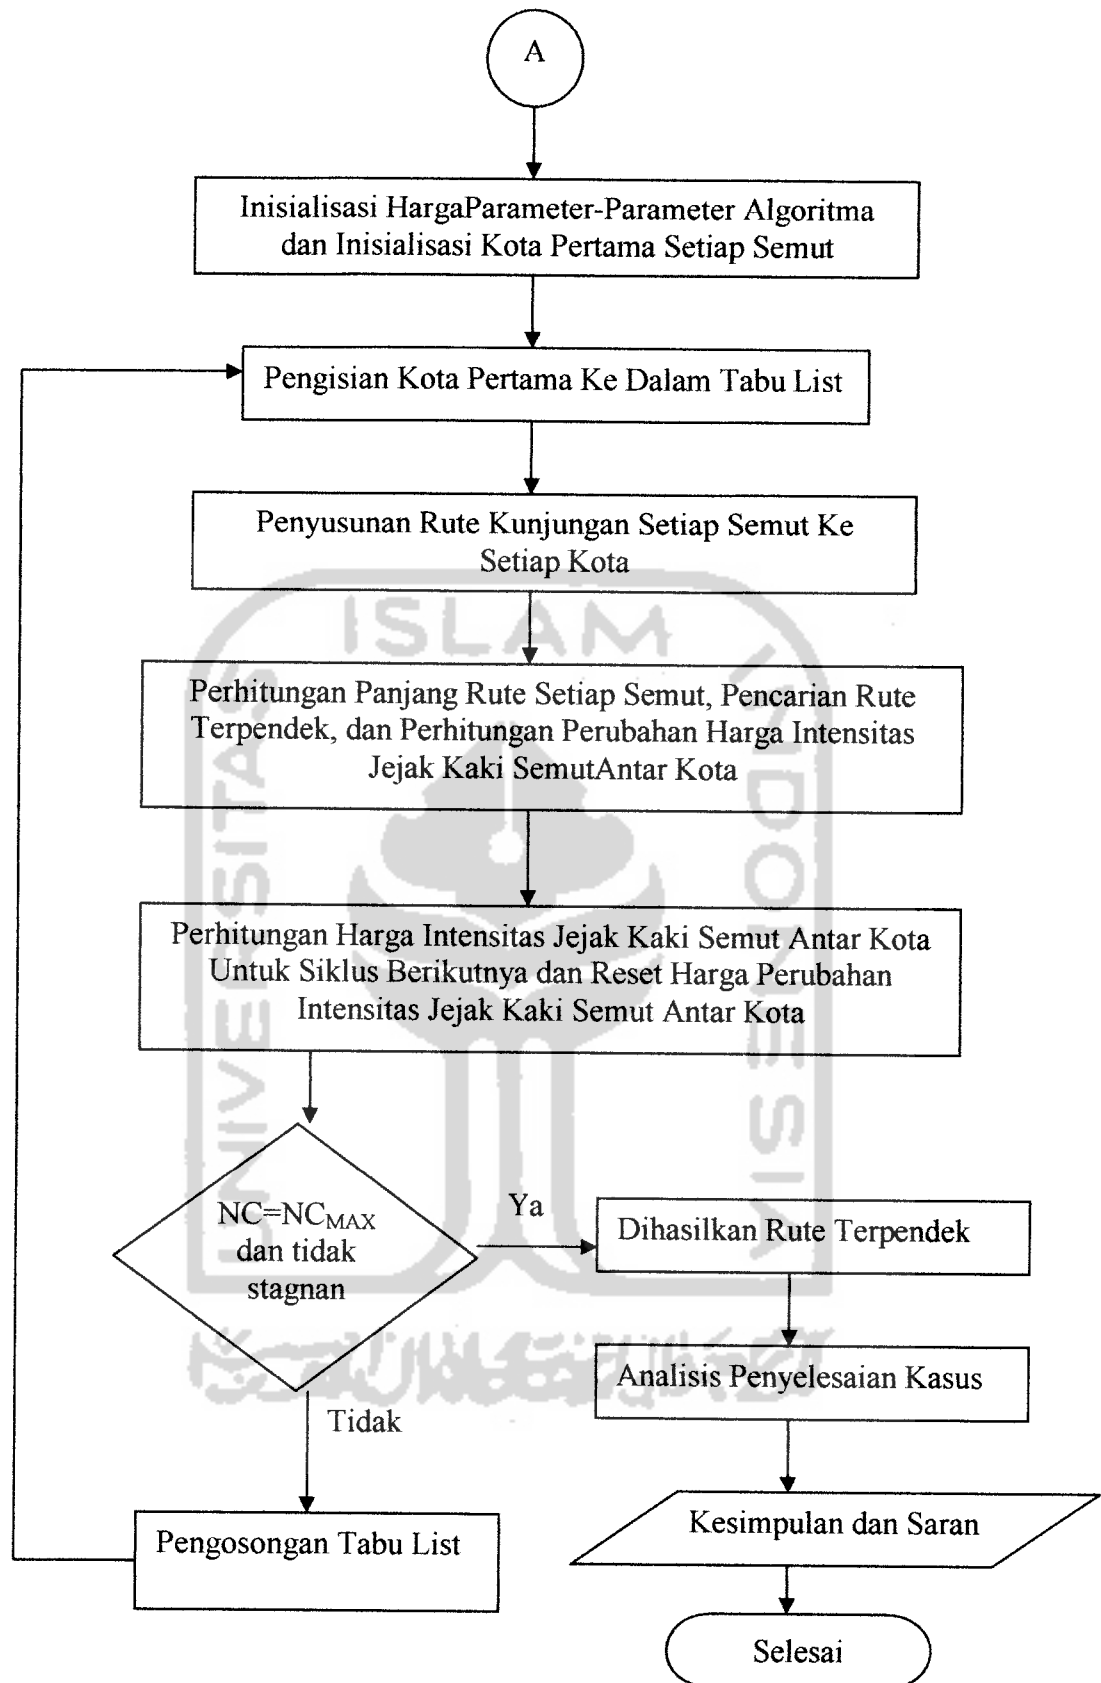 A
Inisialisasi HargaParameter-Parameter Algoritma
dan Inisialisasi Kota Pertama Setiap Semut
Pengisian Kota Pertama Ke Dalam Tabu List
Penyusunan Rute Kunjungan Setiap Semut Ke
Setiap Kota
Perhitungan Panjang Rute Setiap Semut, Pencarian Rute
Terpendek, dan Perhitungan Perubahan Harga Intensitas
Jejak Kaki SemutAntar Kota
Perhitungan Harga Intensitas Jejak Kaki Semut Antar Kota
Untuk Siklus Berikutnya dan Reset Harga Perubahan
Intensitas Jejak Kaki Semut Antar Kota
NC=NCMAX
dan tidak
stagnan
Ya
Dihasilkan Rute Terpendek
Analisis Penyelesaian Kasus
Tidak
Pengosongan Tabu List
Kesimpulan dan Saran
Selesai
UNIVERSITAS
ISLAM
INDONESIA